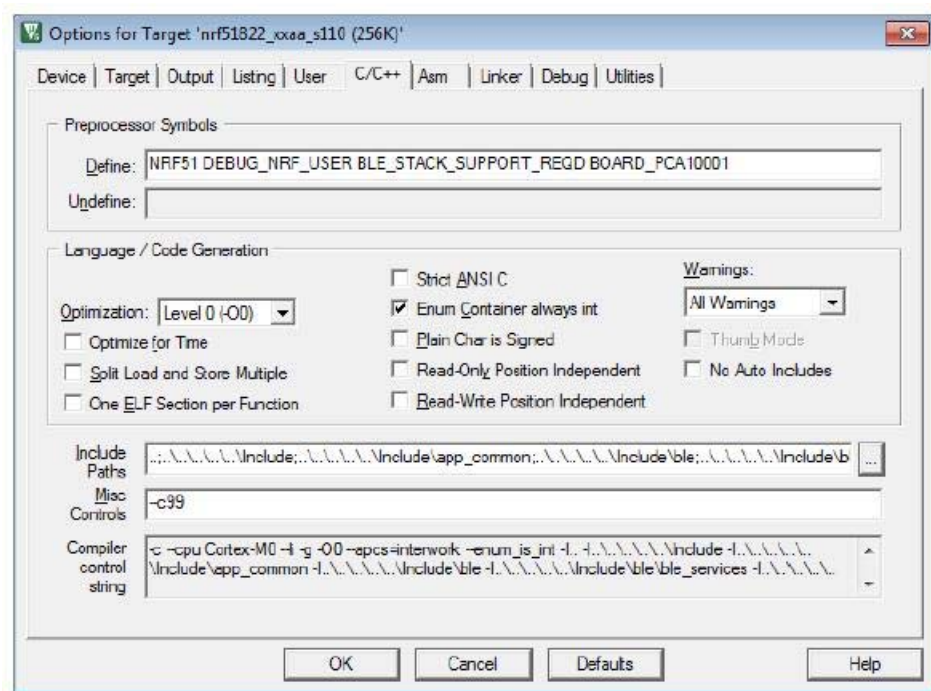 Options for Target 'nrf51822_xxaa_s110 (256K)'
Device | Target | Output | Listing | User | C/C++ | Asm | Linker | Debug | Utilities |
Preprocessor Symbols
Define: NRF51 DEBUG_NRF_USER BLE_STACK_SUPPORT_REQD BOARD_PCA10001
Undefine:
Language / Code Generation
Optimization: Level 0 (-O0)
Optimize for Time
Split Load and Store Multiple
One ELF Section per Function
Strict ANSI C
Enum Container always int
Plain Char is Signed
Read-Only Position Independent
Read-Write Position Independent
Warnings:
All Warnings
Thumb Mode
No Auto Includes
Include Paths
..;..\..\..\..\..\Include;..\..\..\..\..\Include\app_common;..\..\..\..\..\Include\ble;..\..\..\..\..\Include\b
...
Misc Controls
--c99
Compiler control string
-c --cpu Cortex-M0 --li -g -O0 --apcs=interwork --enum_is_int -I.. -I..\..\..\..\..\Include -I..\..\..\..\..
\Include\app_common -I..\..\..\..\..\Include\ble -I..\..\..\..\..\Include\ble\ble_services -I..\..\..\..\..
OK
Cancel
Defaults
Help